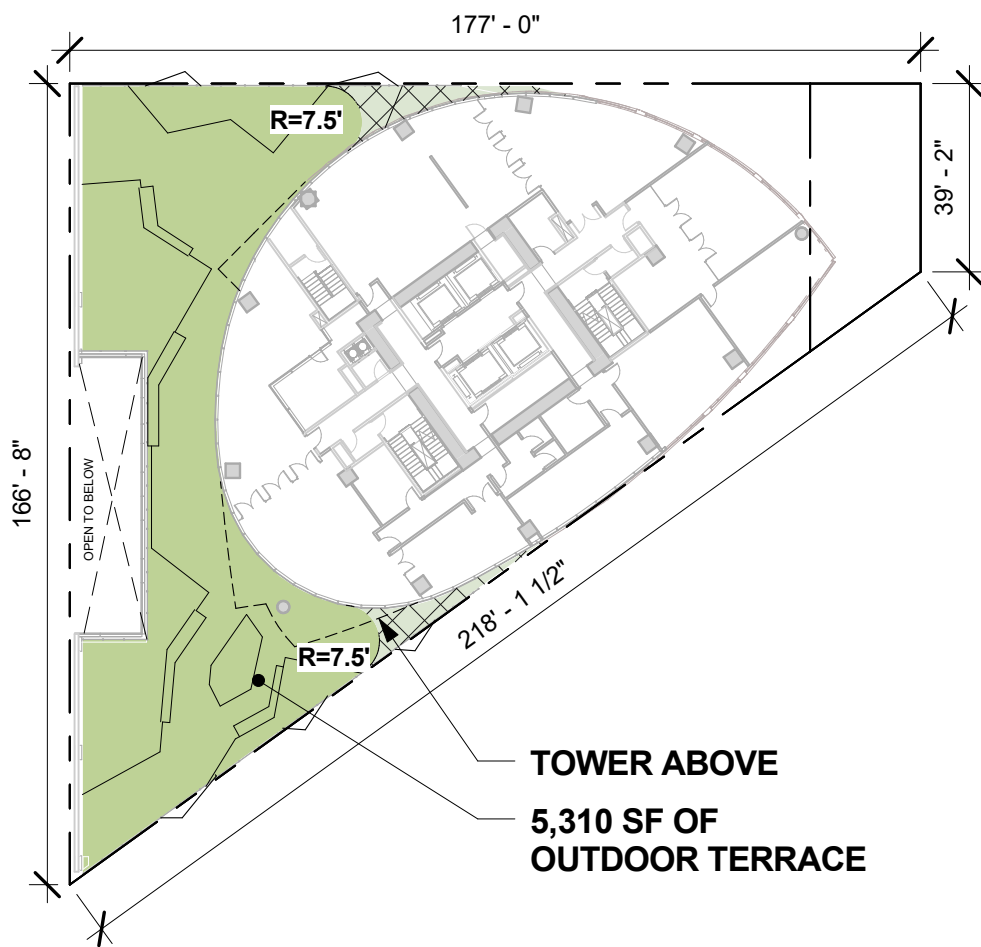 177' - 0"
R=7.5'
39' - 2"
166' - 8"
OPEN TO BELOW
218' - 1 1/2"
R=7.5'
TOWER ABOVE
5,310 SF OF
OUTDOOR TERRACE